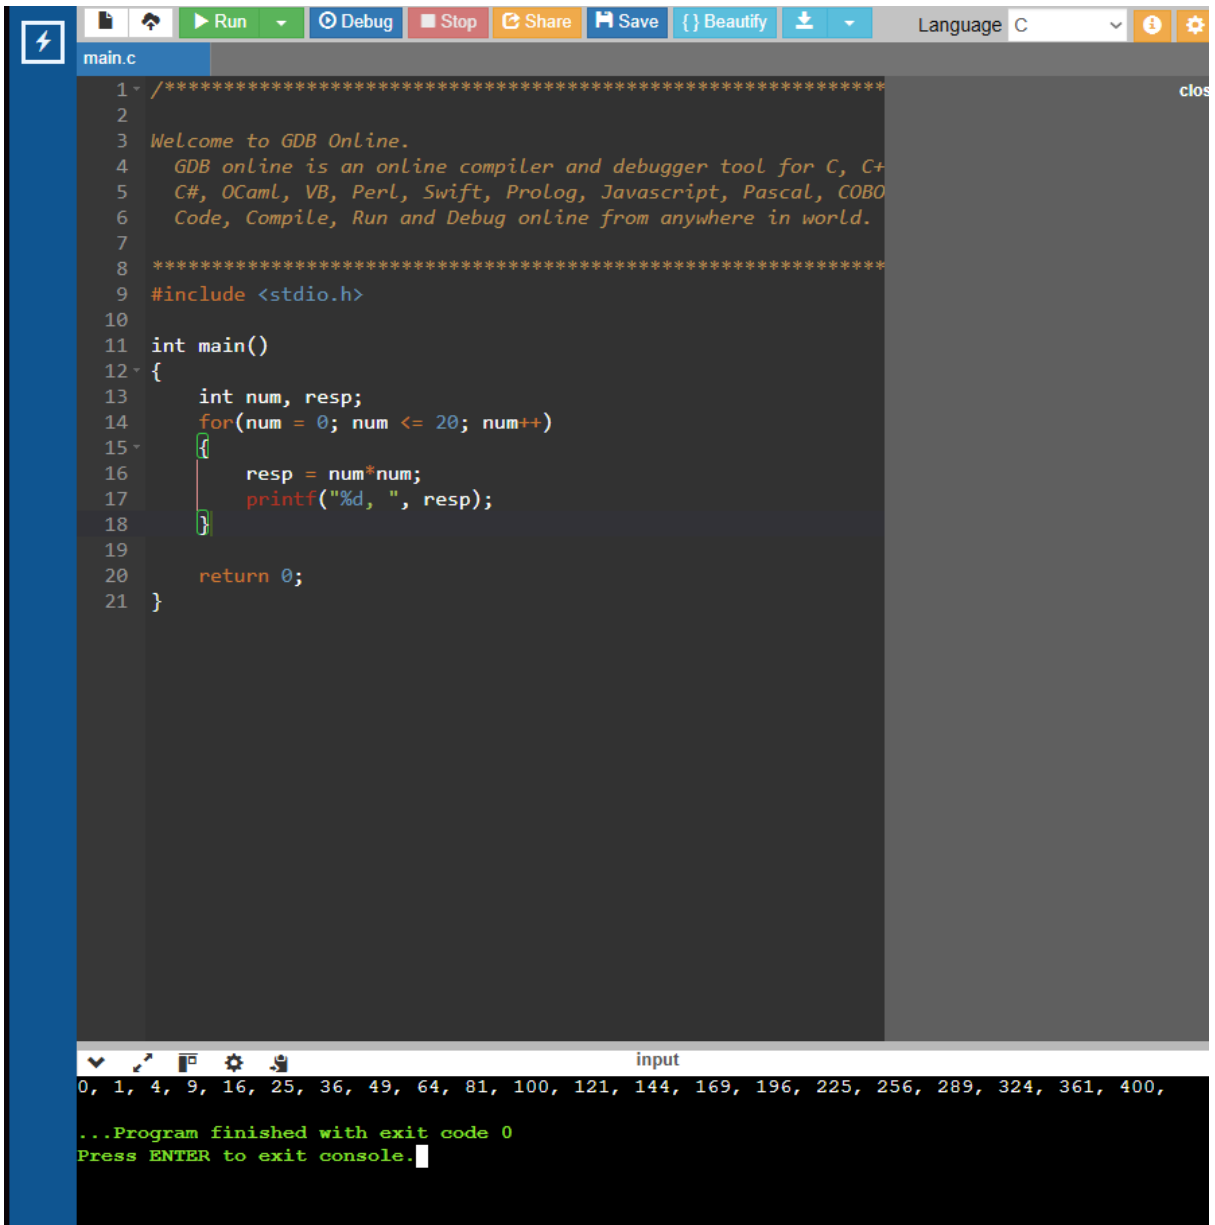 Run Debug Stop Share Save {} Beautify Language C
main.c
clos
1 /*************************************************************
2
3 Welcome to GDB Online.
4 GDB online is an online compiler and debugger tool for C, C+
5 C#, OCaml, VB, Perl, Swift, Prolog, Javascript, Pascal, COBO
6 Code, Compile, Run and Debug online from anywhere in world.
7
8 **************************************************************
9 #include <stdio.h>
10
11 int main()
12 {
13 int num, resp;
14 for(num = 0; num <= 20; num++)
15 {
16 resp = num*num;
17 printf("%d, ", resp);
18 }
19
20 return 0;
21 }
input
0, 1, 4, 9, 16, 25, 36, 49, 64, 81, 100, 121, 144, 169, 196, 225, 256, 289, 324, 361, 400,
...Program finished with exit code 0
Press ENTER to exit console.